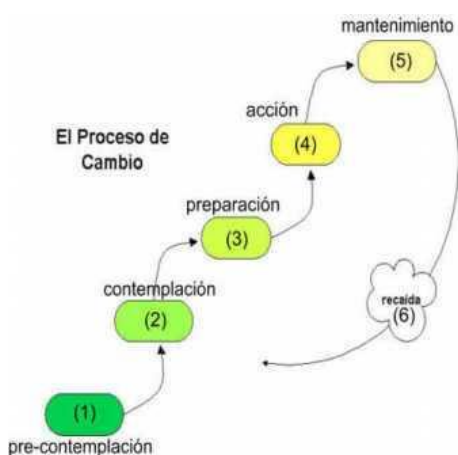 mantenimiento
(5)
acción
(4)
El Proceso de
Cambio
preparación
(3)
contemplación
(2)
recaída
(6)
(1)
pre-contemplación